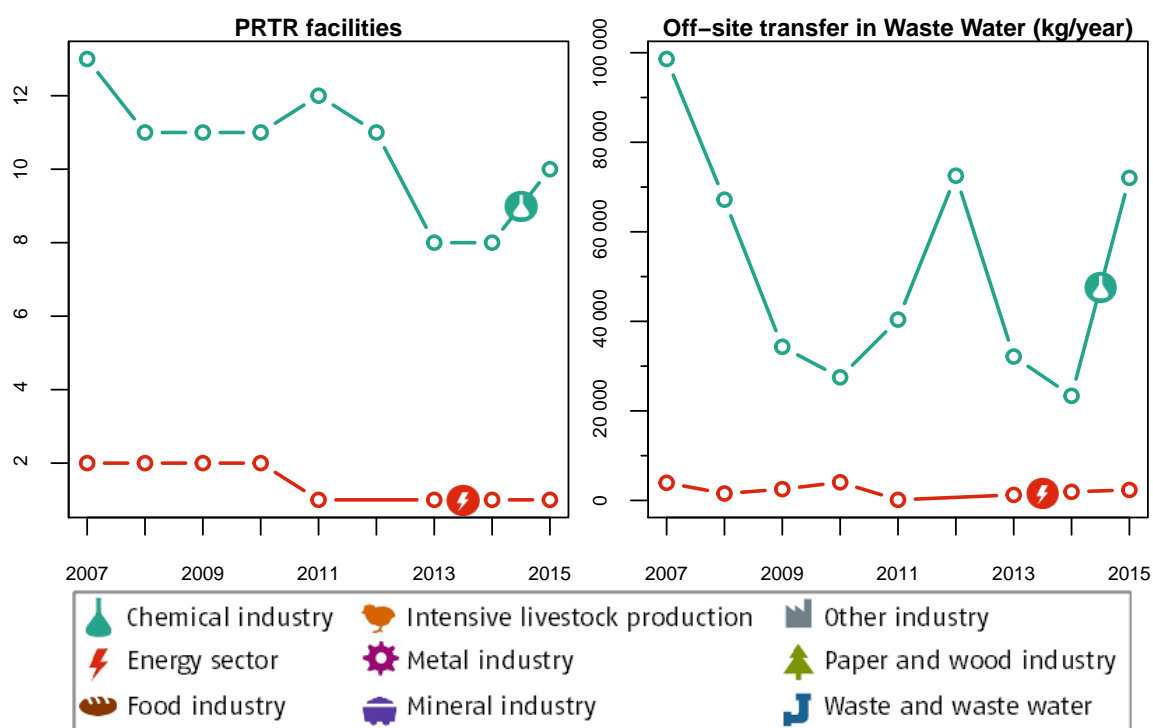 PRTR facilities
12
10
8
6
4
2
2007 2009 2011 2013 2015
Off−site transfer in Waste Water (kg/year)
100 000
80 000
60 000
40 000
20 000
0
2007 2009 2011 2013 2015
Chemical industry Intensive livestock production Other industry
Energy sector Metal industry Paper and wood industry
Food industry Mineral industry Waste and waste water